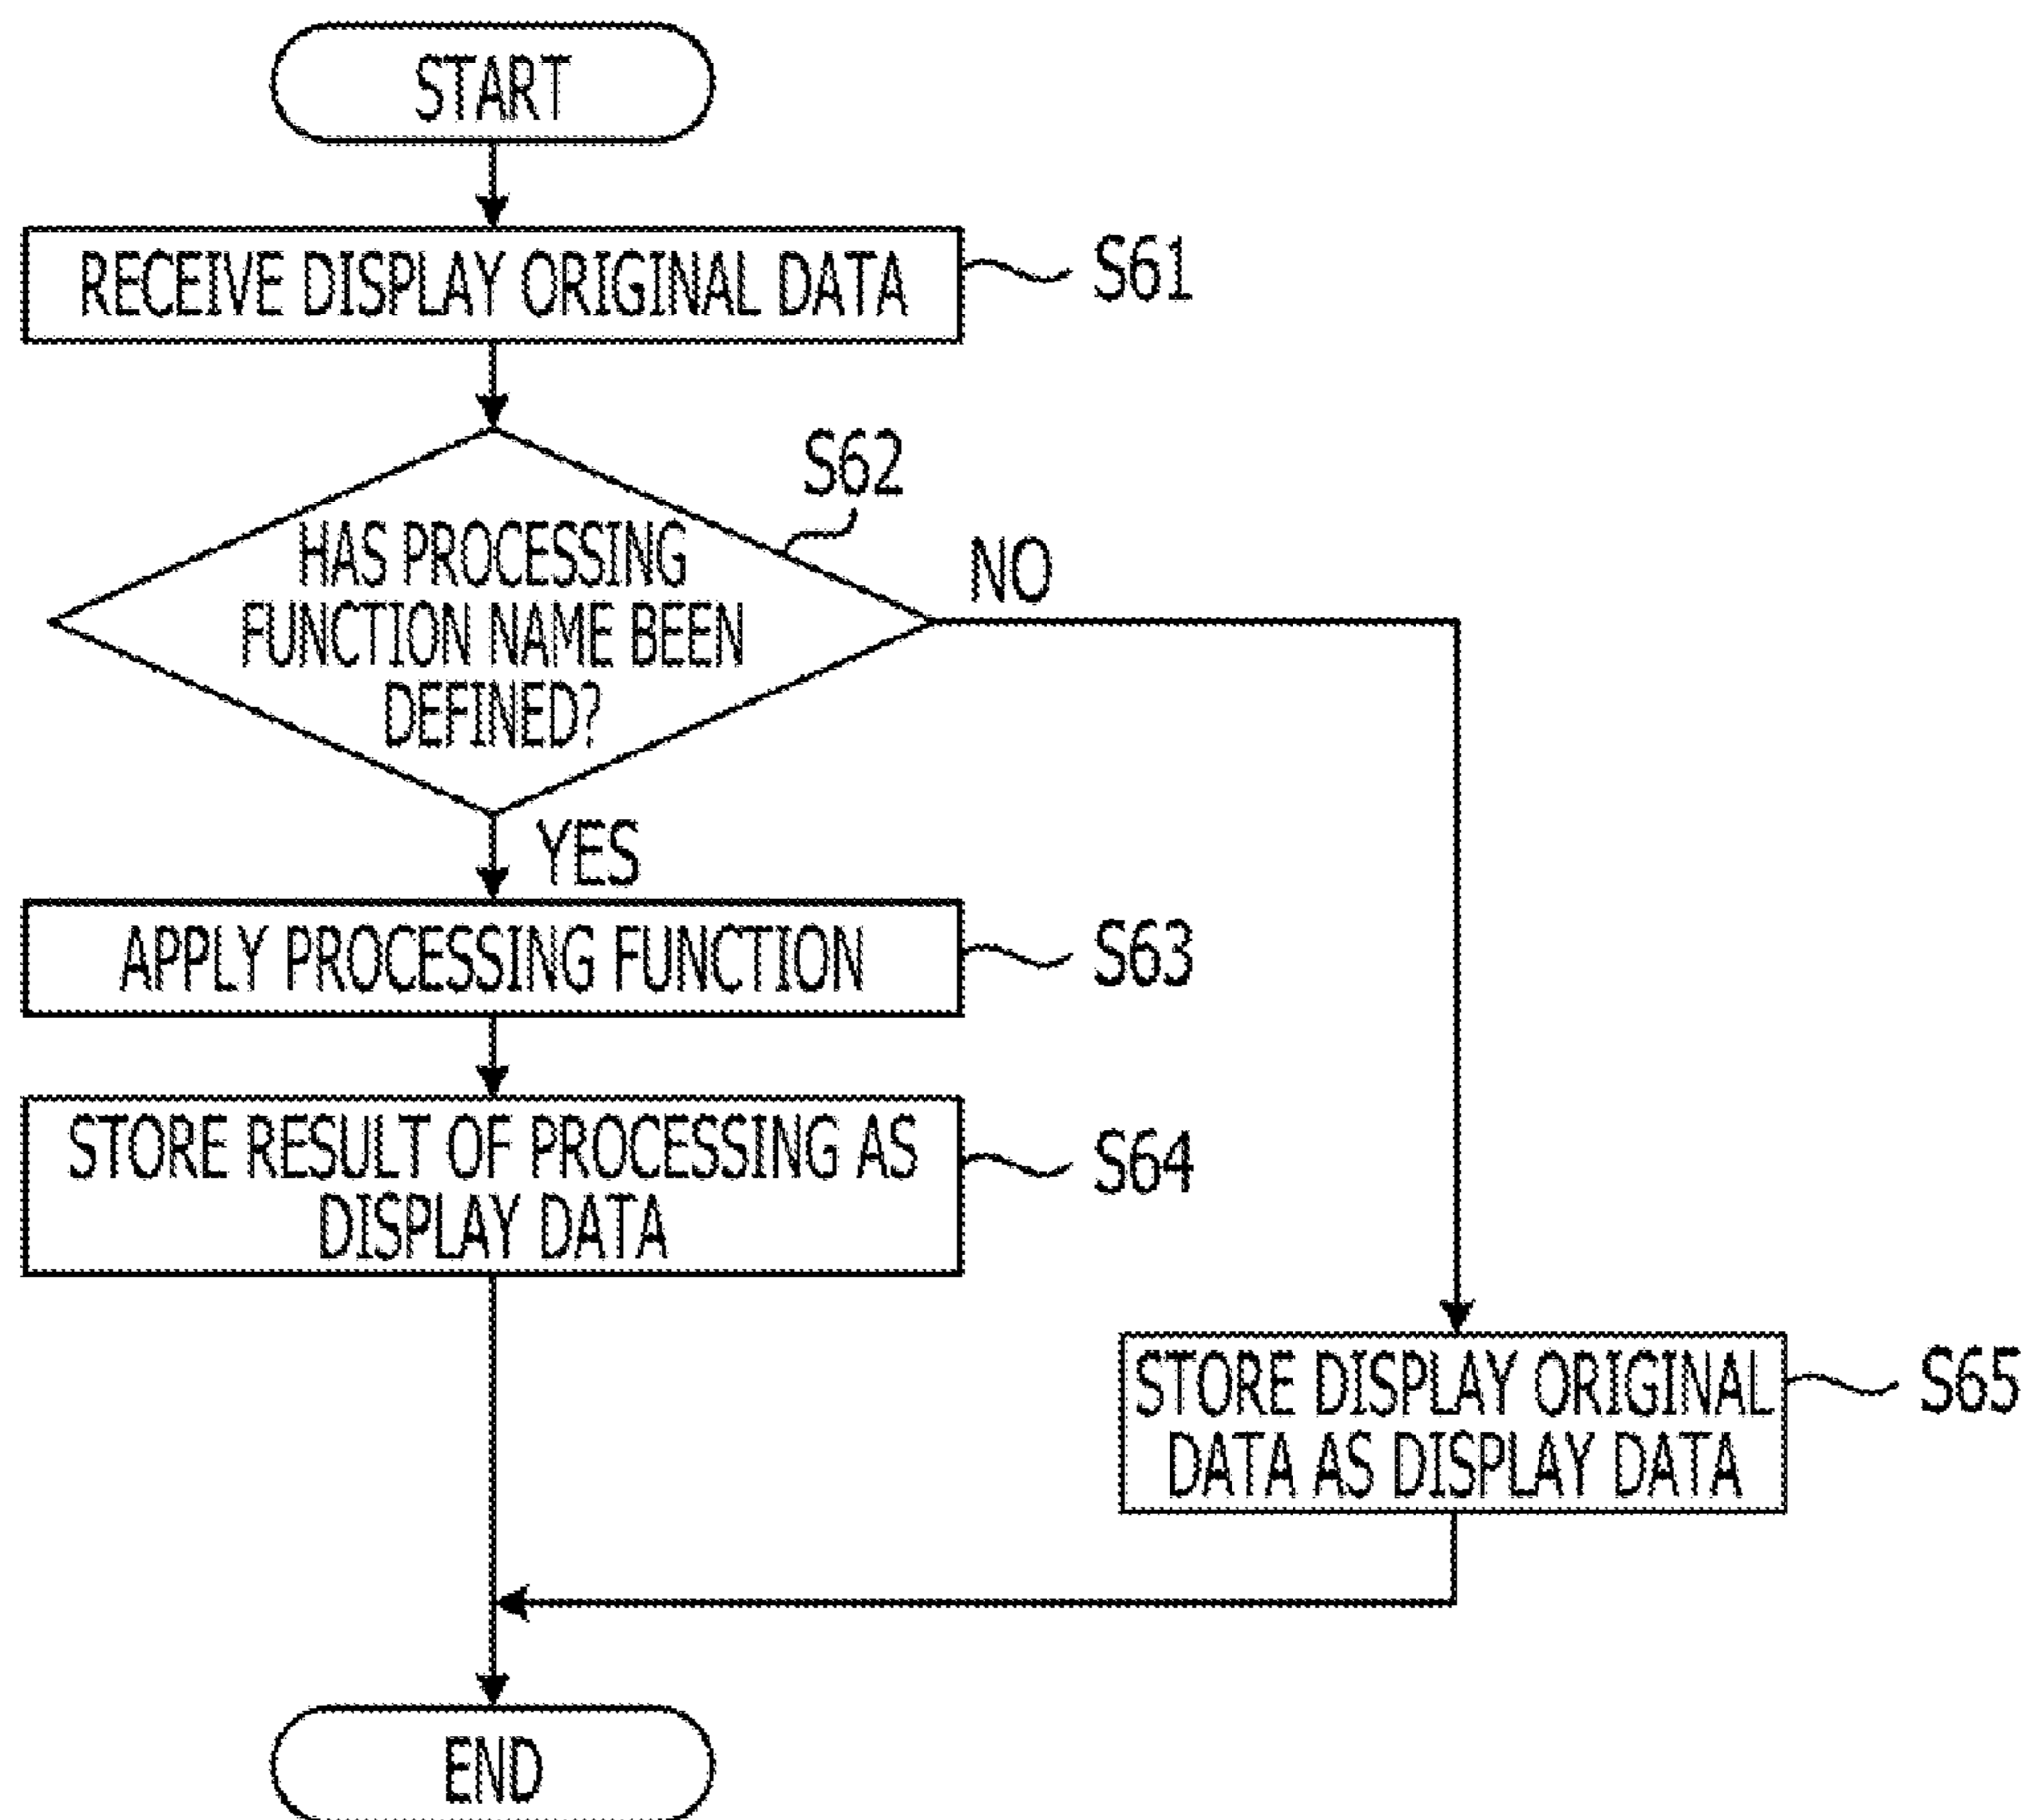 START
RECEIVE DISPLAY ORIGINAL DATA
S61
S62
HAS PROCESSING
FUNCTION NAME BEEN
DEFINED?
NO
YES
APPLY PROCESSING FUNCTION
S63
STORE RESULT OF PROCESSING AS
DISPLAY DATA
S64
STORE DISPLAY ORIGINAL
DATA AS DISPLAY DATA
S65
END